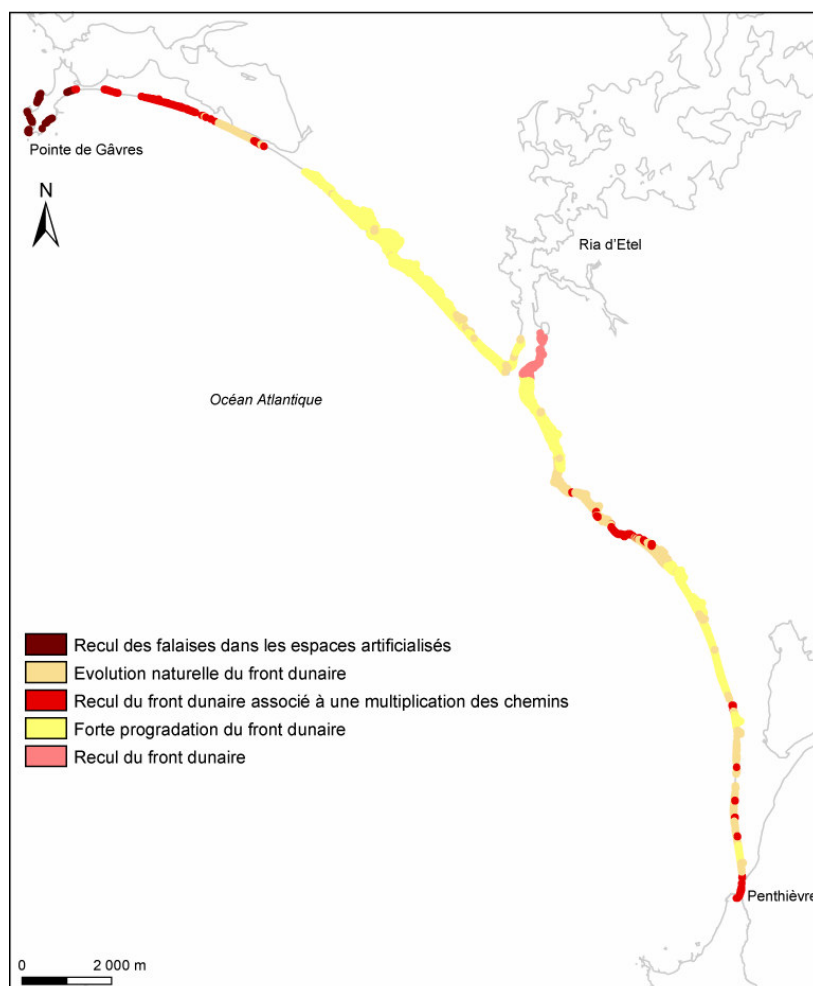 Pointe de Gâvres
N
Ria d'Etel
Océan Atlantique
Recul des falaises dans les espaces artificialisés
Evolution naturelle du front dunaire
Recul du front dunaire associé à une multiplication des chemins
Forte progradation du front dunaire
Recul du front dunaire
Penthièvre
0 2 000 m